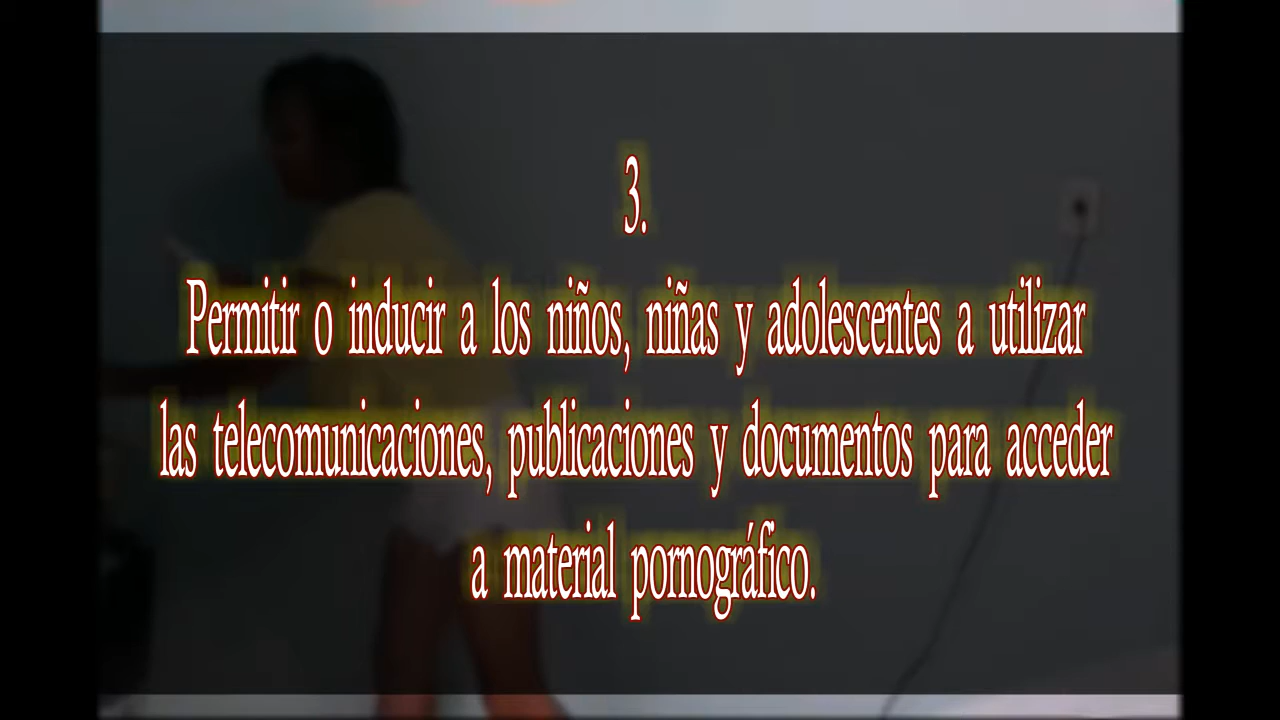 3.
Permitir o inducir a los niños, niñas y adolescentes a utilizar
las telecomunicaciones, publicaciones y documentos para acceder
a material pornográfico.